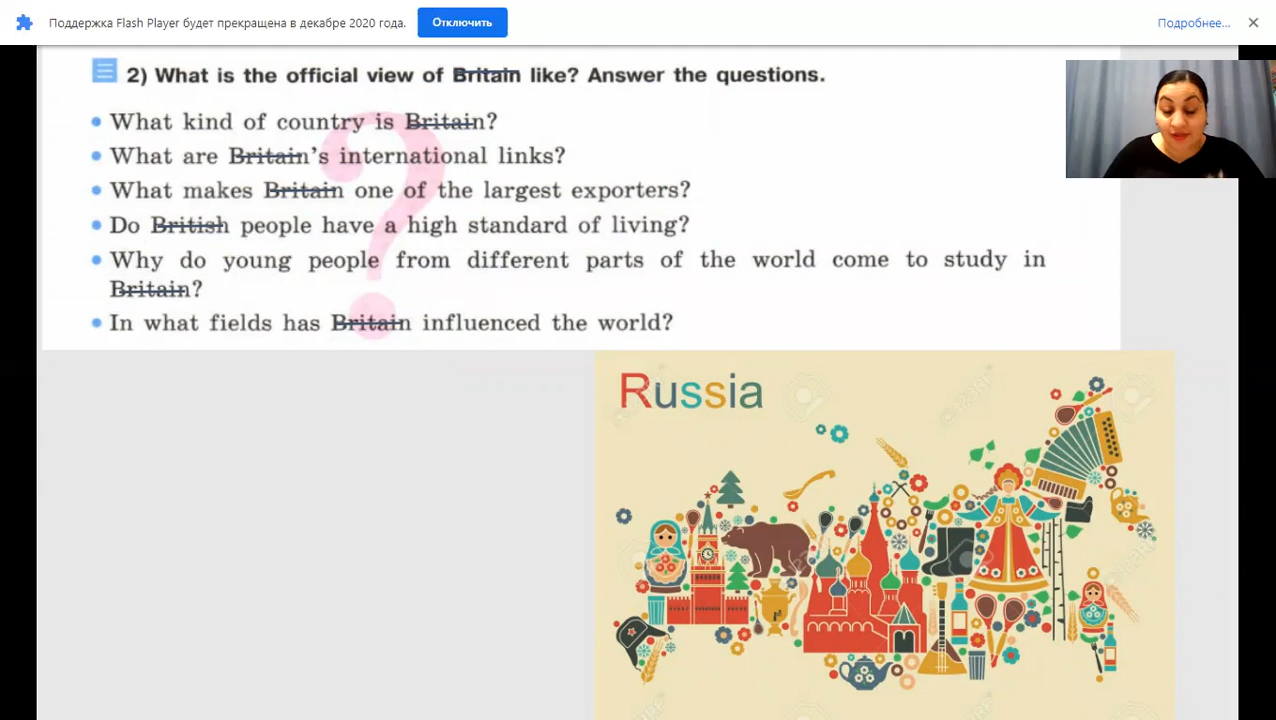 Поддержка Flash Player будет прекращена в декабре 2020 года.
Отключить
Подробнее...
2) What is the official view of Britain like? Answer the questions.
What kind of country is Britain?
What are Britain's international links?
What makes Britain one of the largest exporters?
Do British people have a high standard of living?
Why do young people from different parts of the world come to study in
Britain?
In what fields has Britain influenced the world?
Russia